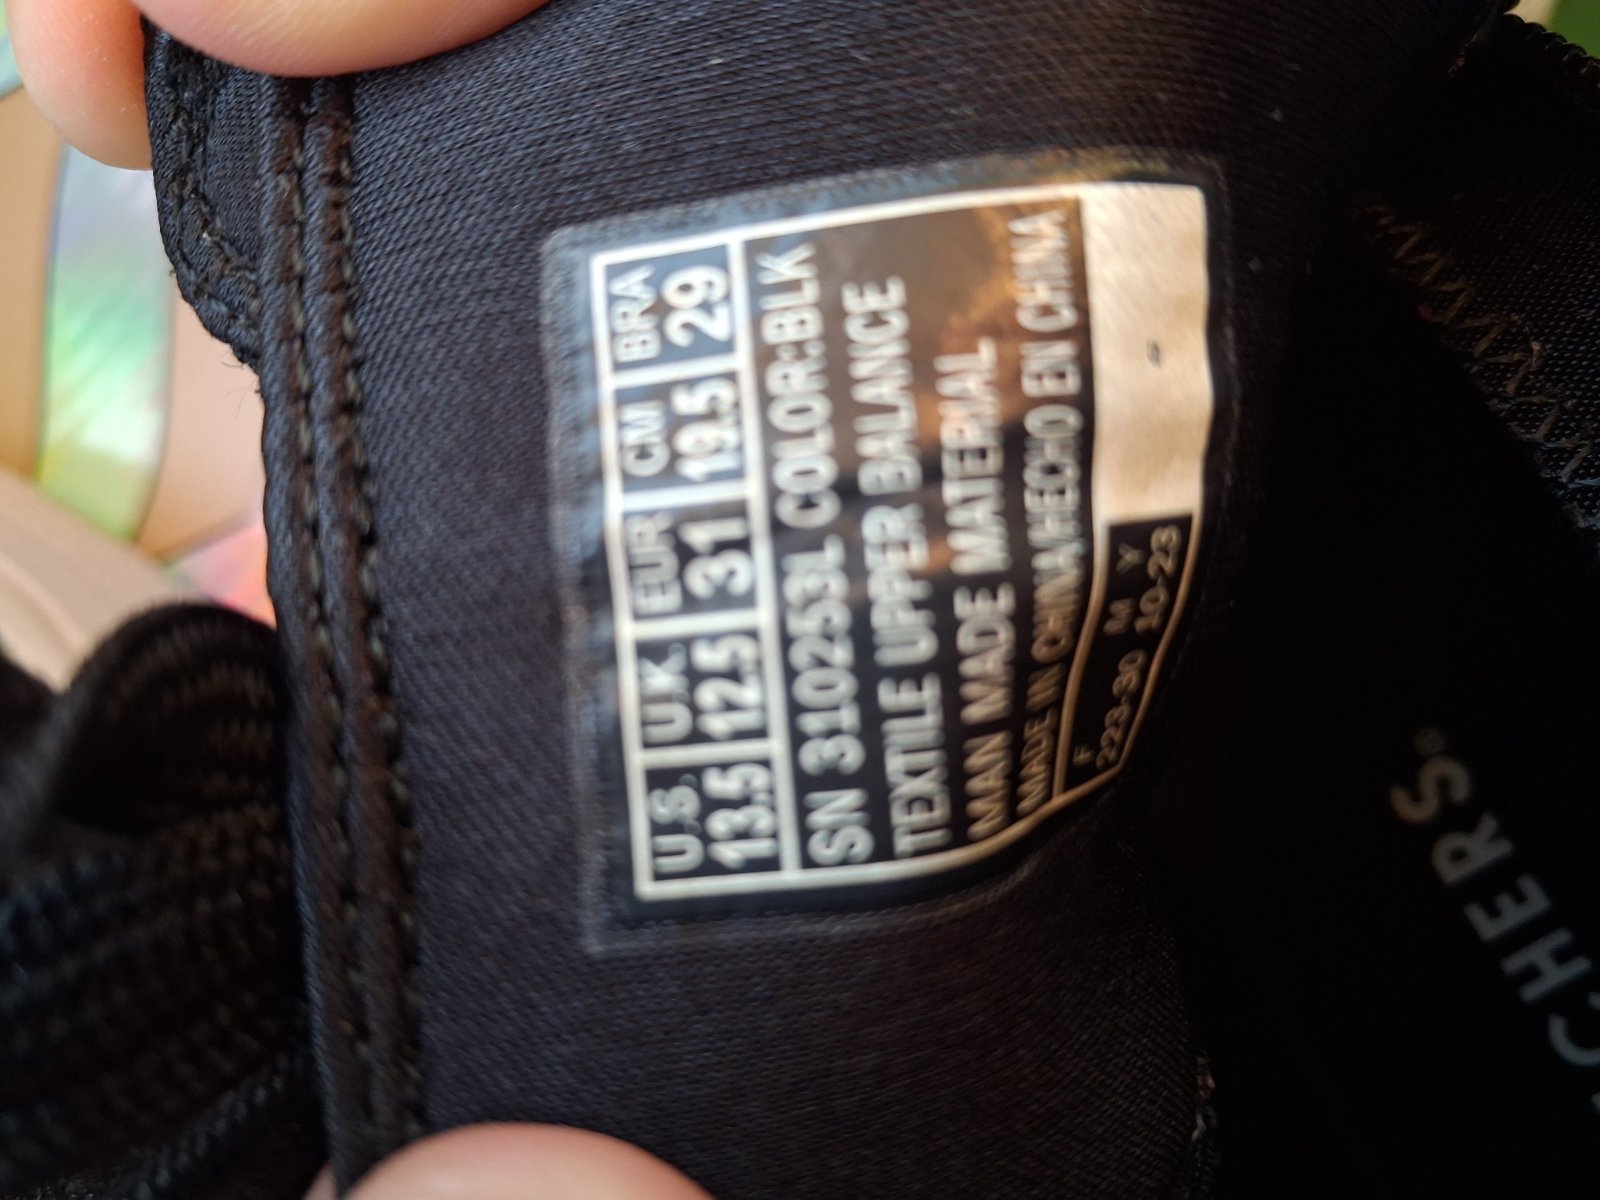 U.S. U.K. EUR CM BRA
13.5 12.5 31 19.5 29
SN 310253L COLOR:BLK
TEXTILE UPPER BALANCE
MAN MADE MATERIAL
MADE IN CHINA/HECHO EN CHINA
F M Y
223-30 10-23
CHERS